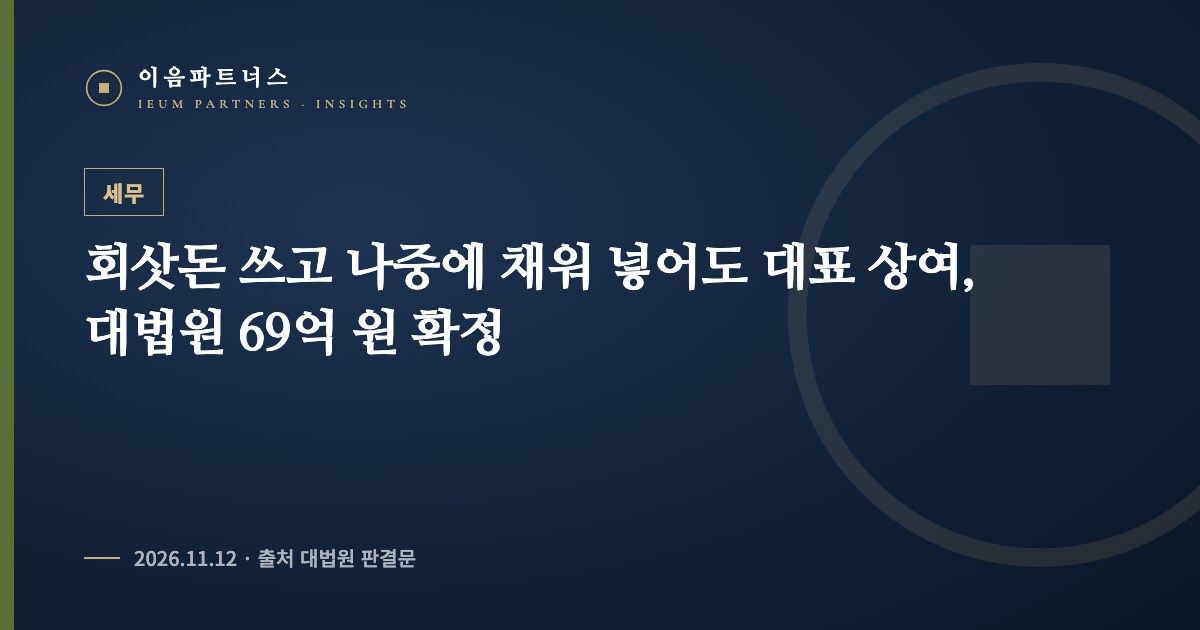 이음파트너스
IEUM PARTNERS · INSIGHTS
세무
회삿돈 쓰고 나중에 채워 넣어도 대표 상여,
대법원 69억 원 확정
2026.11.12 · 출처 대법원 판결문